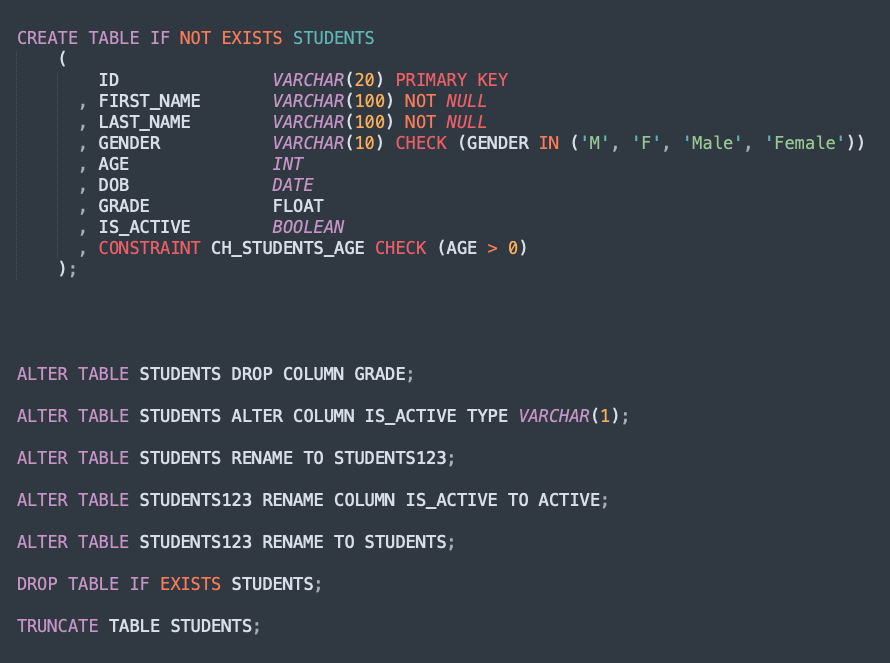 CREATE TABLE IF NOT EXISTS STUDENTS
(
ID VARCHAR(20) PRIMARY KEY
, FIRST_NAME VARCHAR(100) NOT NULL
, LAST_NAME VARCHAR(100) NOT NULL
, GENDER VARCHAR(10) CHECK (GENDER IN ('M', 'F', 'Male', 'Female'))
, AGE INT
, DOB DATE
, GRADE FLOAT
, IS_ACTIVE BOOLEAN
, CONSTRAINT CH_STUDENTS_AGE CHECK (AGE > 0)
);
ALTER TABLE STUDENTS DROP COLUMN GRADE;
ALTER TABLE STUDENTS ALTER COLUMN IS_ACTIVE TYPE VARCHAR(1);
ALTER TABLE STUDENTS RENAME TO STUDENTS123;
ALTER TABLE STUDENTS123 RENAME COLUMN IS_ACTIVE TO ACTIVE;
ALTER TABLE STUDENTS123 RENAME TO STUDENTS;
DROP TABLE IF EXISTS STUDENTS;
TRUNCATE TABLE STUDENTS;